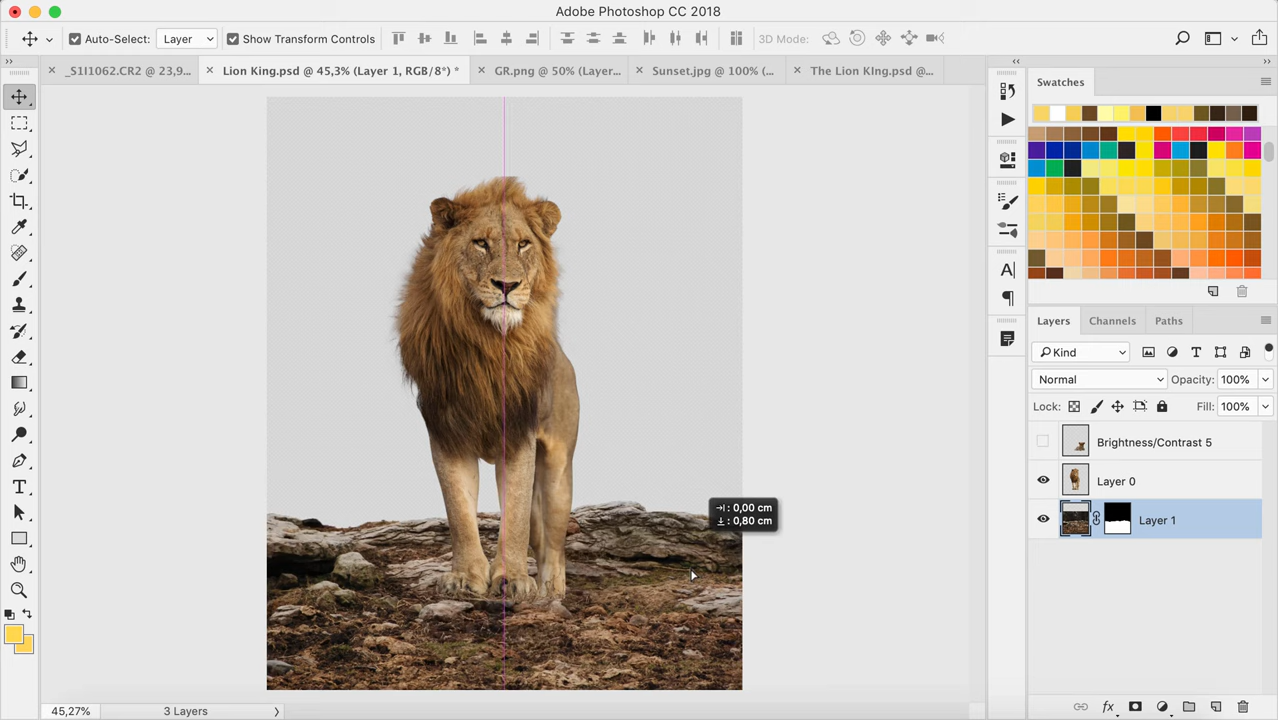 Adobe Photoshop CC 2018
Auto-Select: Layer Show Transform Controls 3D Mode:
_S1I1062.CR2 @ 23,9... Lion King.psd @ 45,3% (Layer 1, RGB/8*) * GR.png @ 50% (Layer... Sunset.jpg @ 100% (... The Lion KIng.psd @...
Swatches
Layers Channels Paths
Kind
Normal Opacity: 100%
Lock: Fill: 100%
Brightness/Contrast 5
Layer 0
Layer 1
: 0,00 cm
: 0,80 cm
45,27% 3 Layers